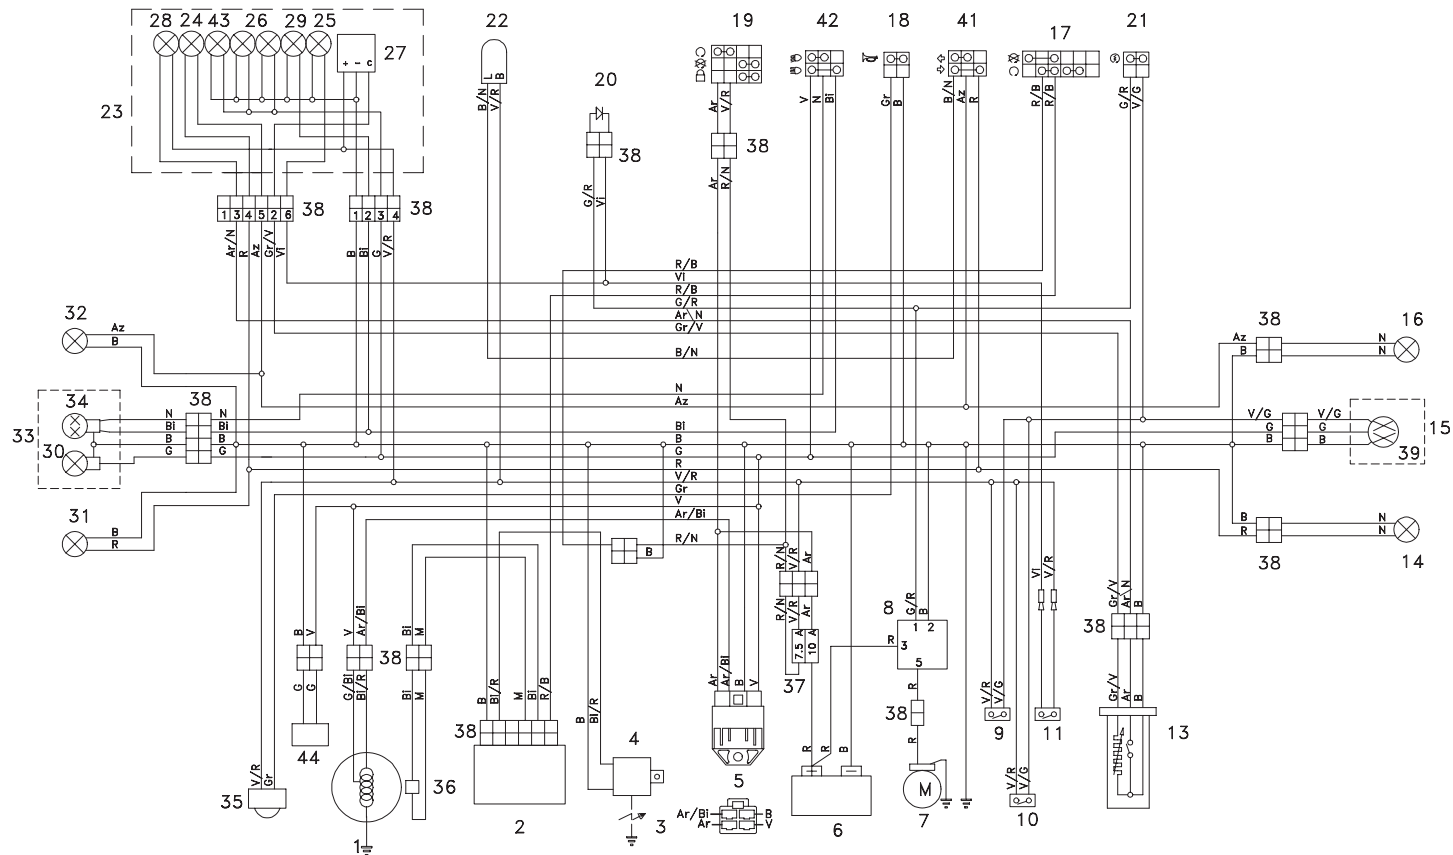 28 24 43 26 29 25
27
+ - C
23
22
L B
B/N V/R
20
38
G/R Vi
19
Ar V/R
38
Ar R/N
42
V N Bi
18
Gr B
41
B/N Az R
17
R/B R/B
21
G/R V/G
1 3 4 5 2 6
38
1 2 3 4
38
Ar/N R Az Gr/V Vi
B Bi G V/R
R/B
Vi
R/B
G/R
Ar\N
Gr/V
B/N
N
Az
Bi
B
G
R
V/R
Gr
V
Ar/Bi
R/N
B
32
Az
B
38
Az
B
N
N
16
33
34
30
N
Bi
B
G
38
N
Bi
B
G
V/G
G
B
V/G
G
B
15
39
31
B
R
B
R
38
N
N
14
B V
G G
44
V Ar/Bi
G/Bi Bi/R
38
Bi M
Bi M
V/R Gr
35
1
36
B Bi/R M Bi R/B
38
2
B Bi/R
4
3
Ar Ar/Bi B V
5
Ar/Bi B
Ar V
R/N V/R Ar
R/N V/R Ar
7.5 A 10 A
37
R R B
6
8
G/R B
1 2
R 3
5
R
38
R
M
7
V/R V/G
9
V/R V/G
10
Vi V/R
11
Gr/V Ar\N B
38
Gr/V Ar B
13